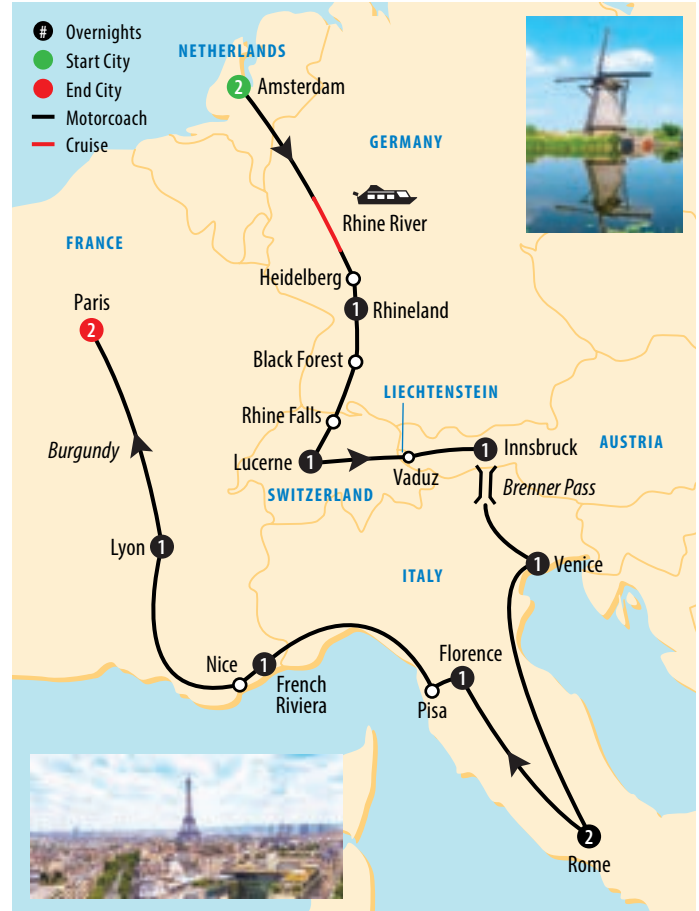 # Overnights
Start City
End City
Motorcoach
Cruise
NETHERLANDS
2 Amsterdam
GERMANY
Rhine River
FRANCE
Heidelberg
Paris
2
1 Rhineland
Black Forest
LIECHTENSTEIN
Rhine Falls
Burgundy
Lucerne 1
Vaduz
1 Innsbruck
AUSTRIA
SWITZERLAND
Brenner Pass
Lyon 1
1 Venice
ITALY
Florence
1
Nice
1
French
Riviera
Pisa
2
Rome